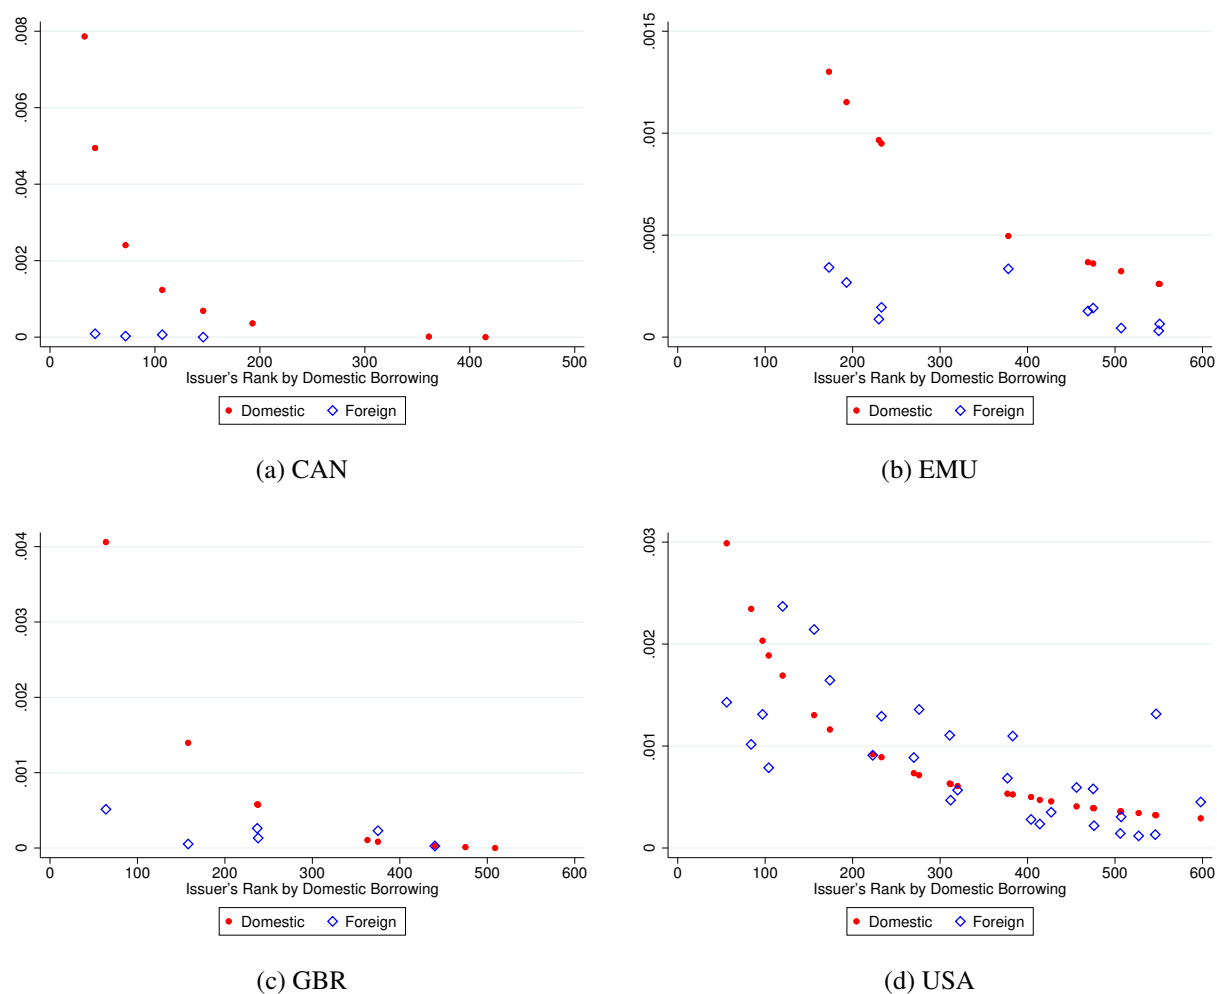 .008
.006
.004
.002
0
0 100 200 300 400 500
Issuer's Rank by Domestic Borrowing
Domestic Foreign
(a) CAN
.0015
.001
.0005
0
0 100 200 300 400 500 600
Issuer's Rank by Domestic Borrowing
Domestic Foreign
(b) EMU
.004
.003
.002
.001
0
0 100 200 300 400 500 600
Issuer's Rank by Domestic Borrowing
Domestic Foreign
(c) GBR
.003
.002
.001
0
0 100 200 300 400 500 600
Issuer's Rank by Domestic Borrowing
Domestic Foreign
(d) USA